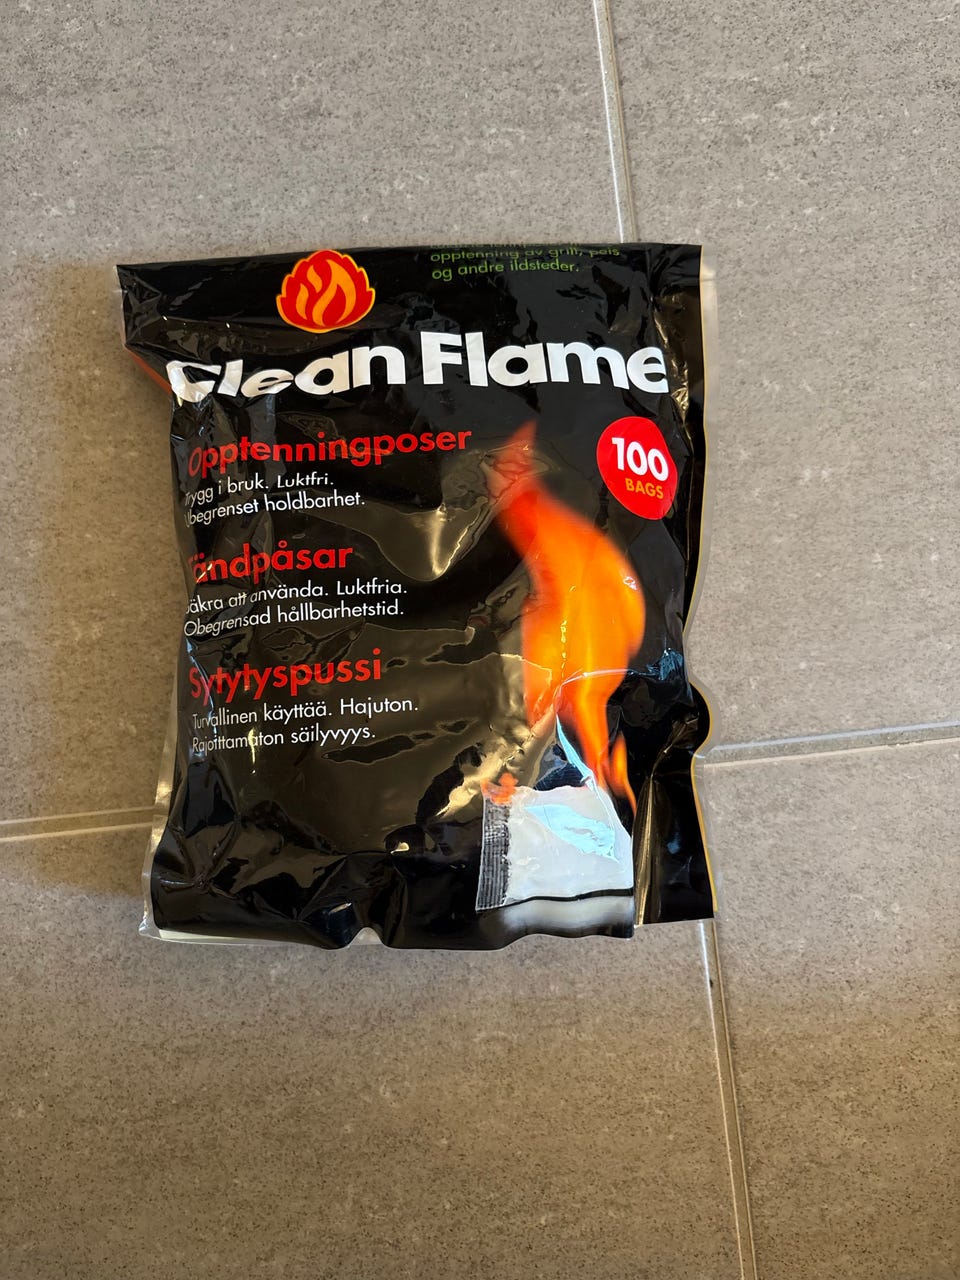 opptenning av grill, peis
og andre ildsteder.
Clean Flame
Opptenningposer
Trygg i bruk. Luktfri.
Ubegrenset holdbarhet.
100
BAGS
Tändpåsar
Säkra att använda. Luktfria.
Obegrensad hållbarhetstid.
Sytytyspussi
Turvallinen käyttää. Hajuton.
Rajoittamaton säilyvyys.